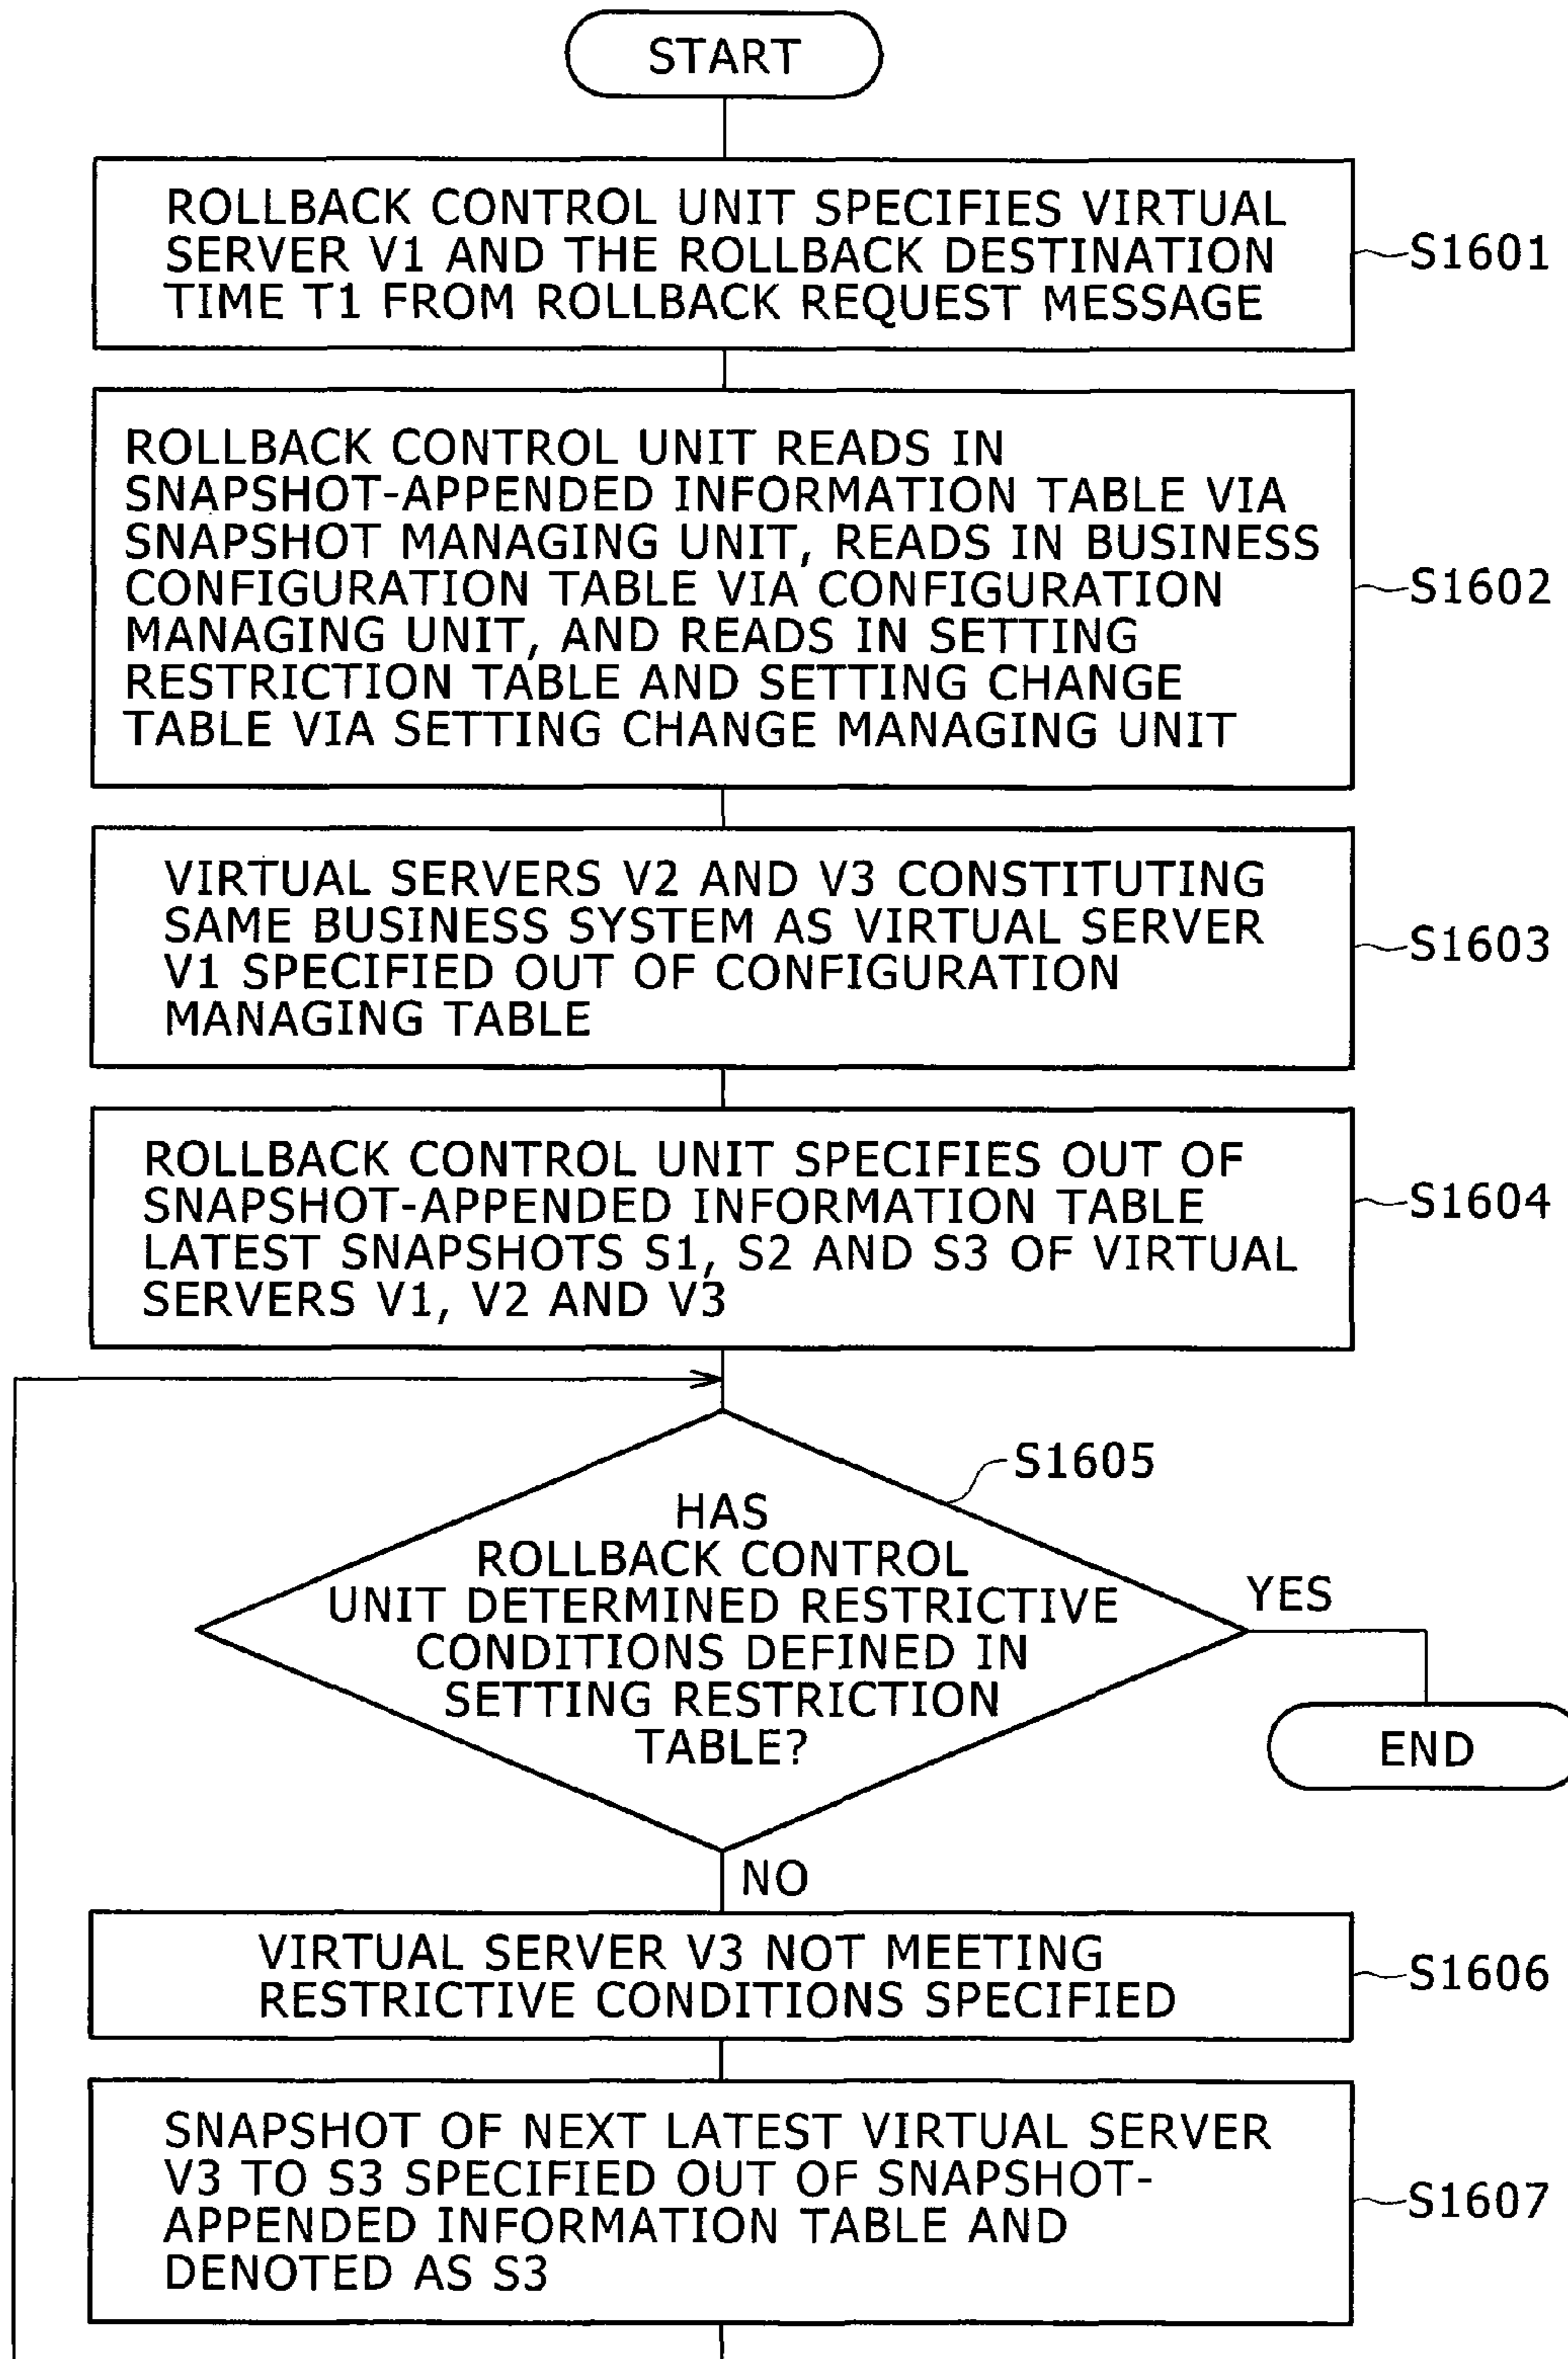 START
ROLLBACK CONTROL UNIT SPECIFIES VIRTUAL
SERVER V1 AND THE ROLLBACK DESTINATION
TIME T1 FROM ROLLBACK REQUEST MESSAGE
S1601
ROLLBACK CONTROL UNIT READS IN
SNAPSHOT-APPENDED INFORMATION TABLE VIA
SNAPSHOT MANAGING UNIT, READS IN BUSINESS
CONFIGURATION TABLE VIA CONFIGURATION
MANAGING UNIT, AND READS IN SETTING
RESTRICTION TABLE AND SETTING CHANGE
TABLE VIA SETTING CHANGE MANAGING UNIT
S1602
VIRTUAL SERVERS V2 AND V3 CONSTITUTING
SAME BUSINESS SYSTEM AS VIRTUAL SERVER
V1 SPECIFIED OUT OF CONFIGURATION
MANAGING TABLE
S1603
ROLLBACK CONTROL UNIT SPECIFIES OUT OF
SNAPSHOT-APPENDED INFORMATION TABLE
LATEST SNAPSHOTS S1, S2 AND S3 OF VIRTUAL
SERVERS V1, V2 AND V3
S1604
S1605
HAS
ROLLBACK CONTROL
UNIT DETERMINED RESTRICTIVE
CONDITIONS DEFINED IN
SETTING RESTRICTION
TABLE?
YES
END
NO
VIRTUAL SERVER V3 NOT MEETING
RESTRICTIVE CONDITIONS SPECIFIED
S1606
SNAPSHOT OF NEXT LATEST VIRTUAL SERVER
V3 TO S3 SPECIFIED OUT OF SNAPSHOT-
APPENDED INFORMATION TABLE AND
DENOTED AS S3
S1607